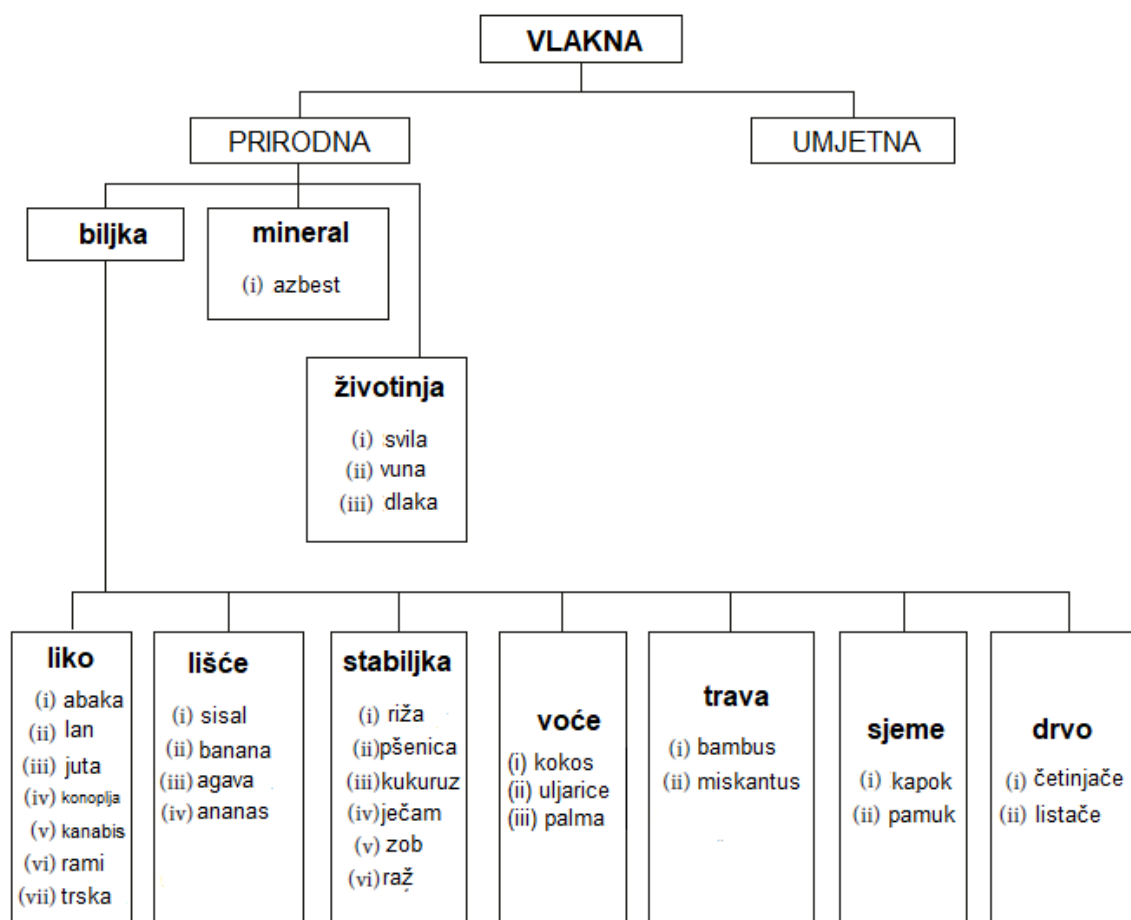 VLAKNA
PRIRODNA
UMJETNA
biljka
mineral
(i) azbest
životinja
(i) svila
(ii) vuna
(iii) dlaka
liko
(i) abaka
(ii) lan
(iii) juta
(iv) konoplja
(v) kanabis
(vi) rami
(vii) trska
lišće
(i) sisal
(ii) banana
(iii) agava
(iv) ananas
stabiljka
(i) riža
(ii) pšenica
(iii) kukuruz
(iv) ječam
(v) zob
(vi) raž
voće
(i) kokos
(ii) uljarice
(iii) palma
trava
(i) bambus
(ii) miskantus
sjeme
(i) kapok
(ii) pamuk
drvo
(i) četinjače
(ii) listače